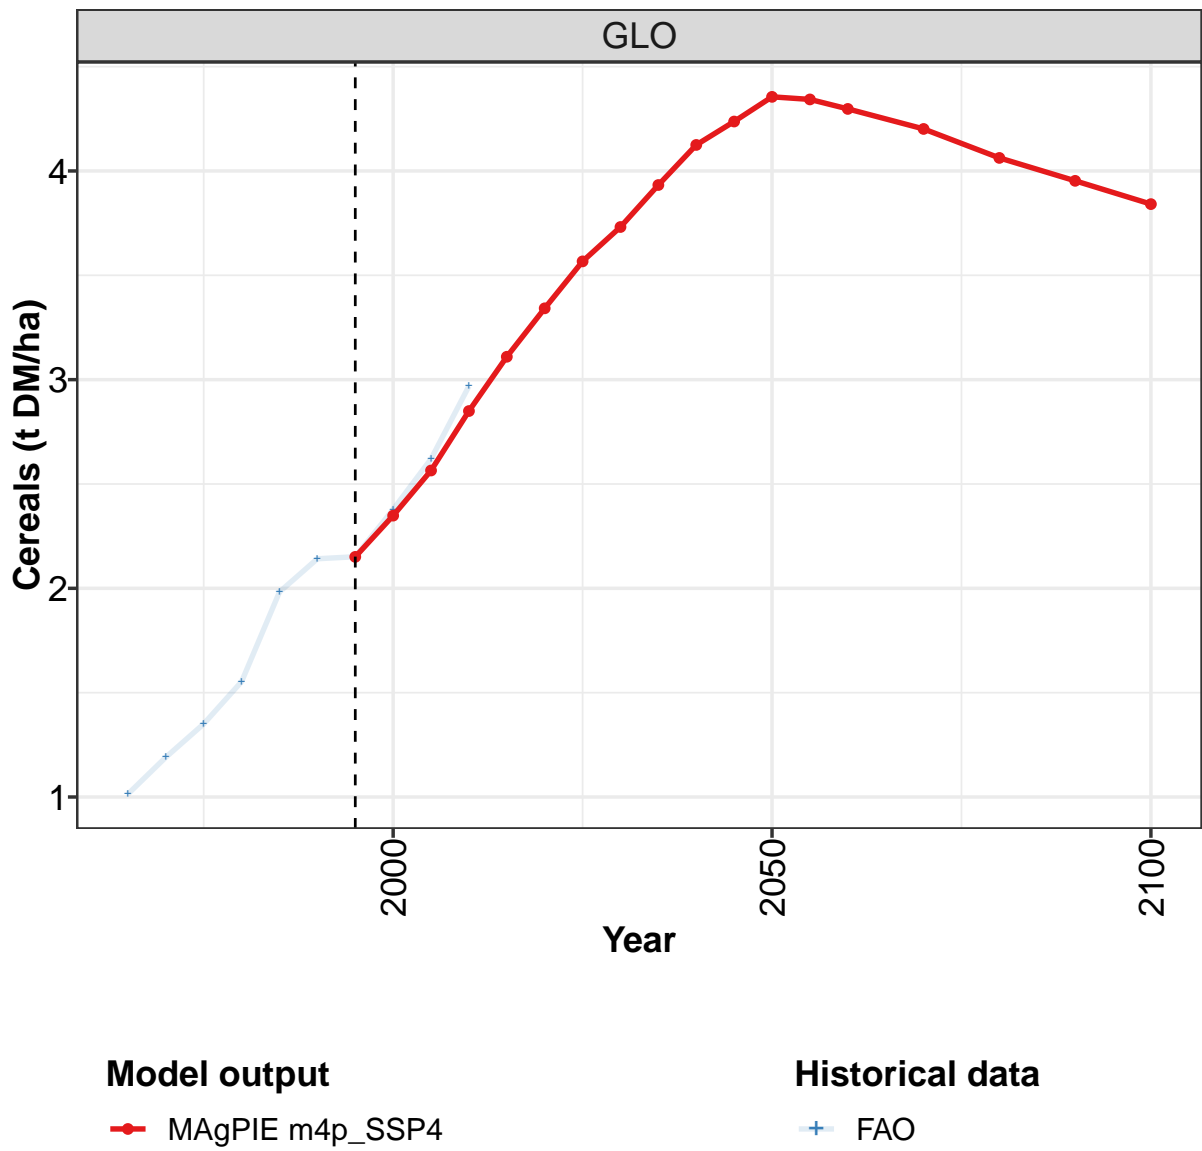 GLO
4
3
2
1
Cereals (t DM/ha)
2000
2050
2100
Year
Model output
Historical data
MAgPIE m4p_SSP4
FAO